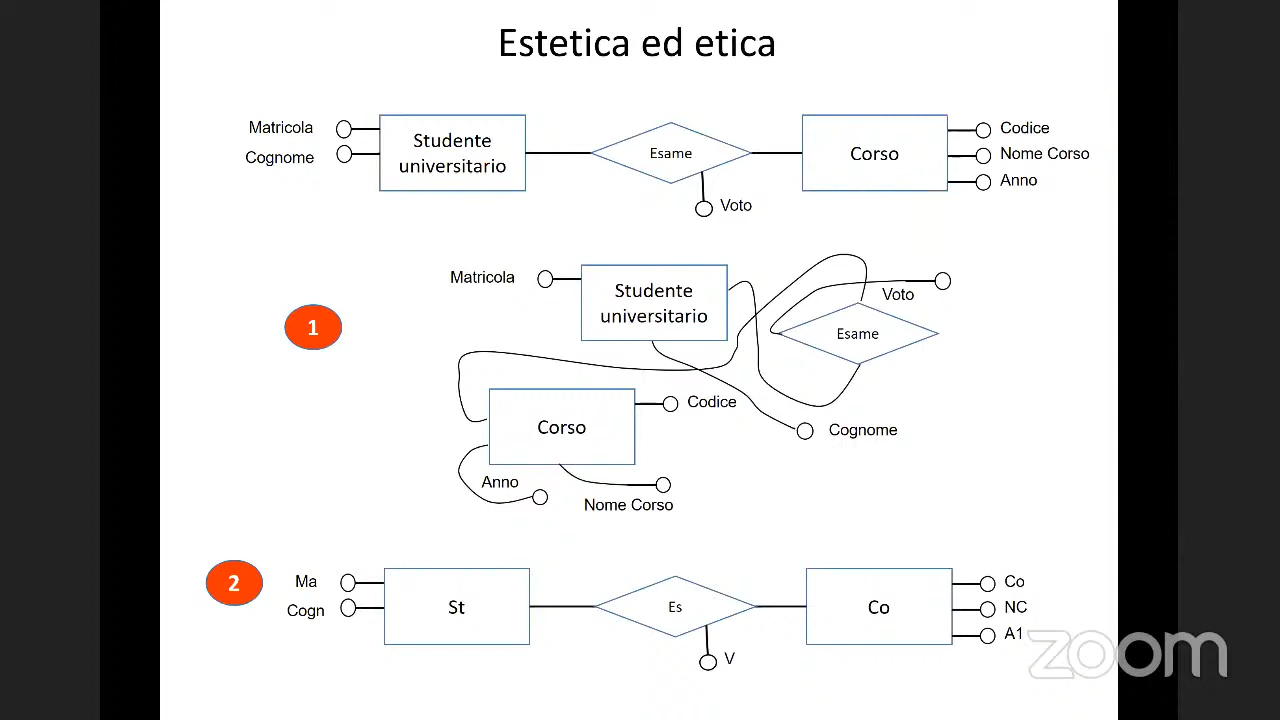 Estetica ed etica
Matricola
Cognome
Studente
universitario
Esame
Voto
Corso
Codice
Nome Corso
Anno
1
Matricola
Studente
universitario
Voto
Esame
Corso
Codice
Cognome
Anno
Nome Corso
2
Ma
Cogn
St
Es
V
Co
Co
NC
A1
zoom